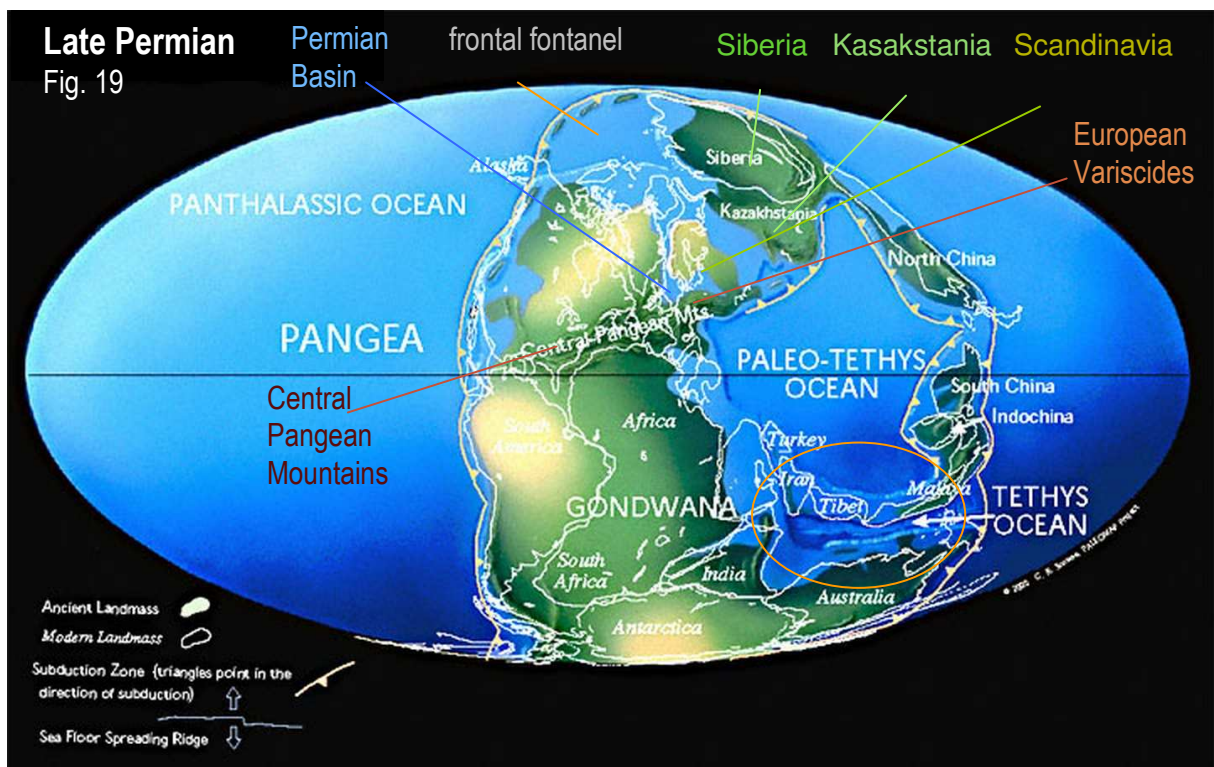 Late Permian
Fig. 19
Permian
Basin
frontal fontanel
Siberia
Kasakstania
Scandinavia
European
Variscides
Alaska
Siberia
PANTHALASSIC OCEAN
Kazakhstania
North China
PANGEA
Central Pangean Mts.
PALEO-TETHYS
OCEAN
South China
Indochina
Central
Pangean
Mountains
South
America
Africa
Turkey
Iran
Tibet
Malaya
GONDWANA
TETHYS
OCEAN
South
Africa
India
Australia
Antarctica
Ancient Landmass
Modern Landmass
Subduction Zone (triangles point in the
direction of subduction)
Sea Floor Spreading Ridge
PALEOMAP Project